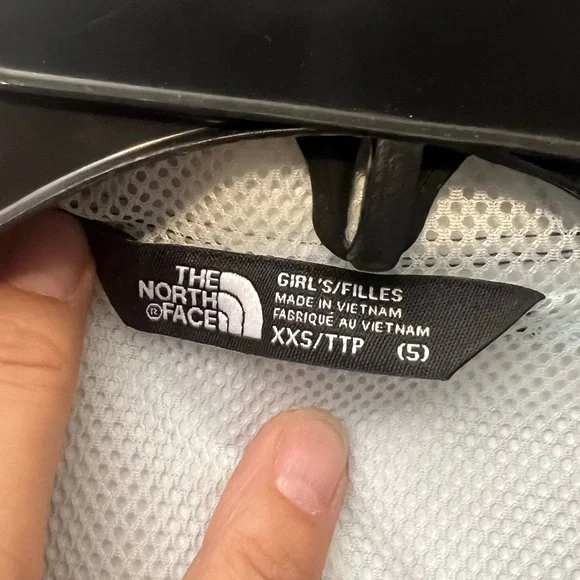 THE
NORTH
®FACE
GIRL'S/FILLES
MADE IN VIETNAM
FABRIQUÉ AU VIETNAM
XXS/TTP (5)